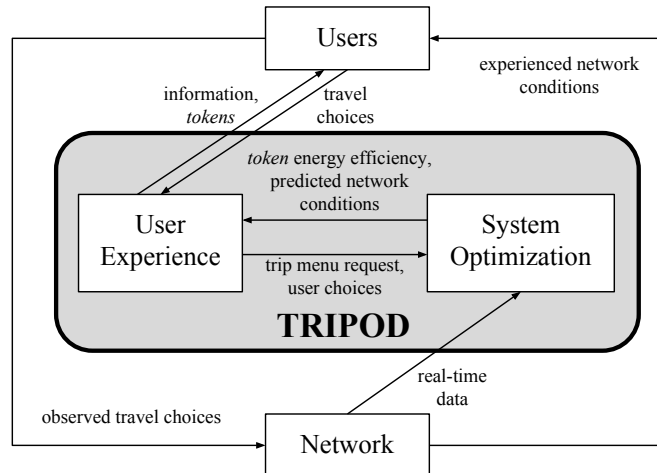 Users
experienced network
conditions
information,
tokens
travel
choices
token energy efficiency,
predicted network
conditions
User
Experience
System
Optimization
trip menu request,
user choices
TRIPOD
real-time
data
observed travel choices
Network